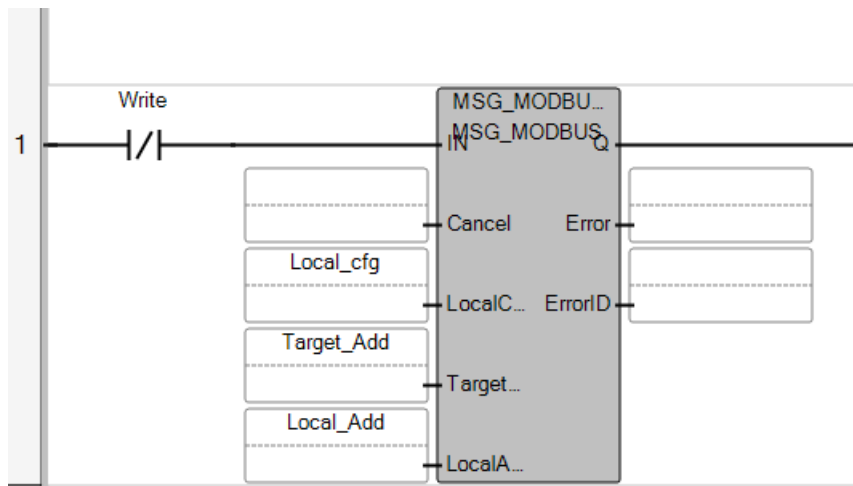 Write
MSG_MODBU...
MSG_MODBUS
1
IN
Q
Cancel
Error
Local_cfg
LocalC...
ErrorID
Target_Add
Target...
Local_Add
LocalA...